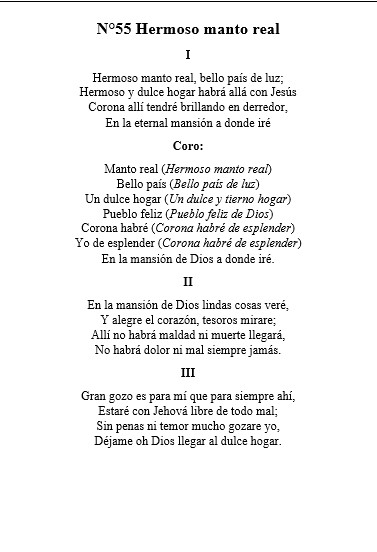 N°55 Hermoso manto real
I
Hermoso manto real, bello país de luz;
Hermoso y dulce hogar habrá allá con Jesús
Corona allí tendré brillando en derredor,
En la eternal mansión a donde iré
Coro:
Manto real (Hermoso manto real)
Bello país (Bello país de luz)
Un dulce hogar (Un dulce y tierno hogar)
Pueblo feliz (Pueblo feliz de Dios)
Corona habré (Corona habré de esplender)
Yo de esplender (Corona habré de esplender)
En la mansión de Dios a donde iré.
II
En la mansión de Dios lindas cosas veré,
Y alegre el corazón, tesoros mirare;
Allí no habrá maldad ni muerte llegará,
No habrá dolor ni mal siempre jamás.
III
Gran gozo es para mí que para siempre ahí,
Estaré con Jehová libre de todo mal;
Sin penas ni temor mucho gozare yo,
Déjame oh Dios llegar al dulce hogar.